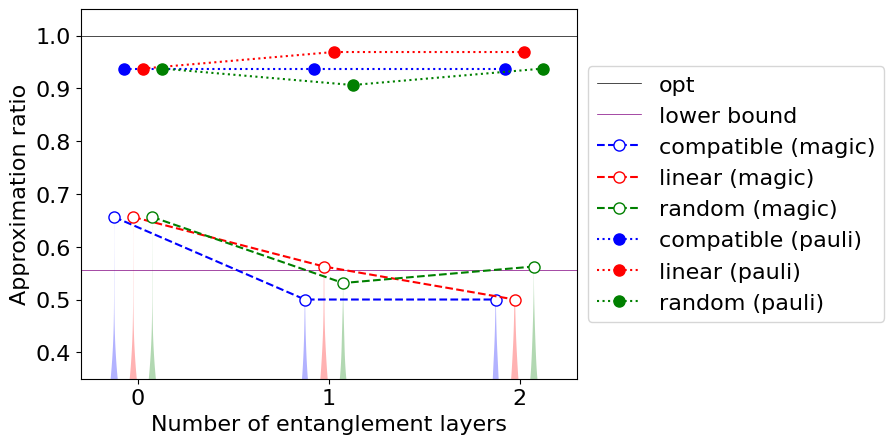 1.0
0.9
0.8
0.7
0.6
0.5
0.4
Approximation ratio
0 1 2
Number of entanglement layers
opt
lower bound
compatible (magic)
linear (magic)
random (magic)
compatible (pauli)
linear (pauli)
random (pauli)